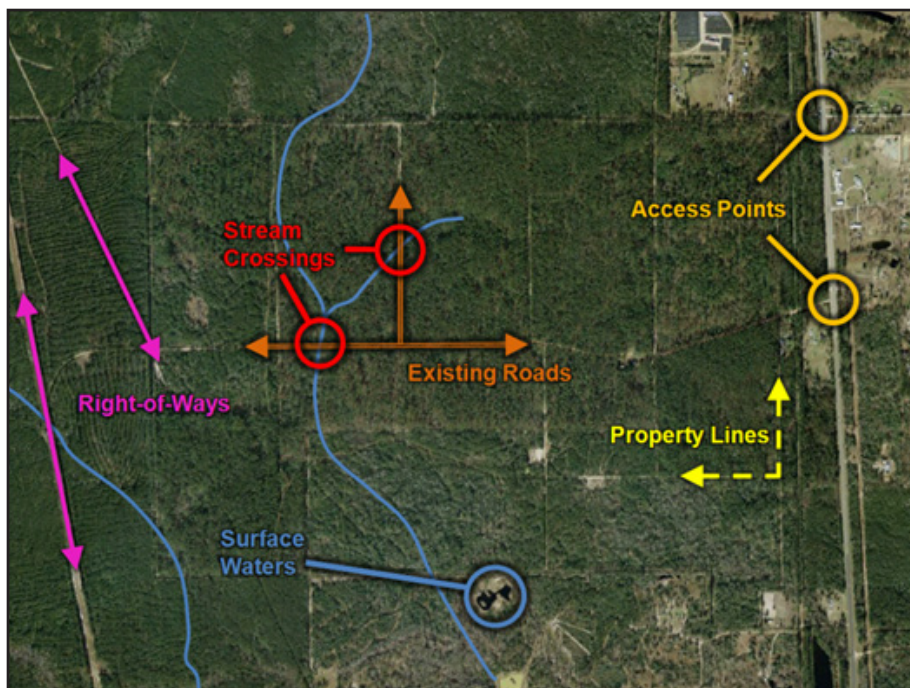 Stream
Crossings
Access Points
Existing Roads
Right-of-Ways
Property Lines
Surface
Waters